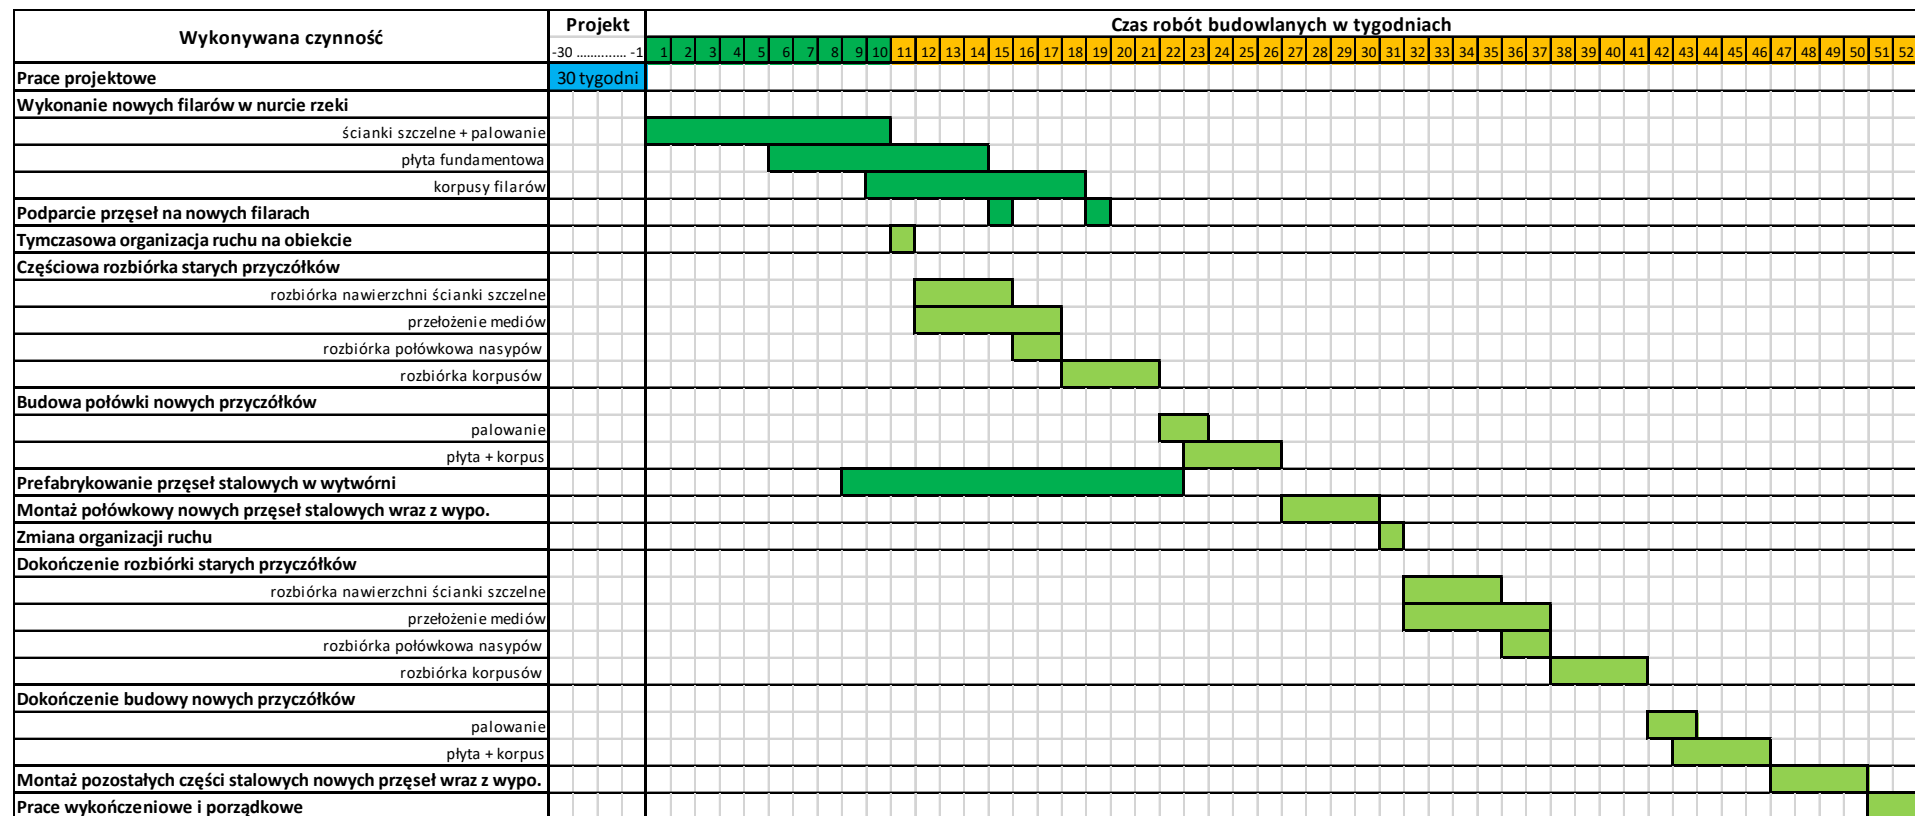 Wykonywana czynność
Projekt
Czas robót budowlanych w tygodniach
-30 .............. -1 1 2 3 4 5 6 7 8 9 10 11 12 13 14 15 16 17 18 19 20 21 22 23 24 25 26 27 28 29 30 31 32 33 34 35 36 37 38 39 40 41 42 43 44 45 46 47 48 49 50 51 52
Prace projektowe 30 tygodni
Wykonanie nowych filarów w nurcie rzeki
ścianki szczelne + palowanie
płyta fundamentowa
korpusy filarów
Podparcie przęseł na nowych filarach
Tymczasowa organizacja ruchu na obiekcie
Częściowa rozbiórka starych przyczółków
rozbiórka nawierzchni ścianki szczelne
przełożenie mediów
rozbiórka połówkowa nasypów
rozbiórka korpusów
Budowa połówki nowych przyczółków
palowanie
płyta + korpus
Prefabrykowanie przęseł stalowych w wytwórni
Montaż połówkowy nowych przęseł stalowych wraz z wypo.
Zmiana organizacji ruchu
Dokończenie rozbiórki starych przyczółków
rozbiórka nawierzchni ścianki szczelne
przełożenie mediów
rozbiórka połówkowa nasypów
rozbiórka korpusów
Dokończenie budowy nowych przyczółków
palowanie
płyta + korpus
Montaż pozostałych części stalowych nowych przęseł wraz z wypo.
Prace wykończeniowe i porządkowe